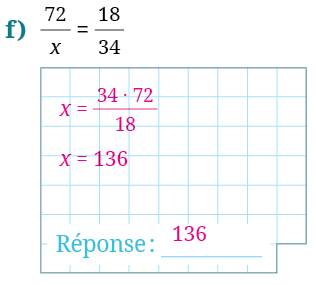 f) 72/x = 18/34
x = 34 · 72/18
x = 136
Réponse : 136